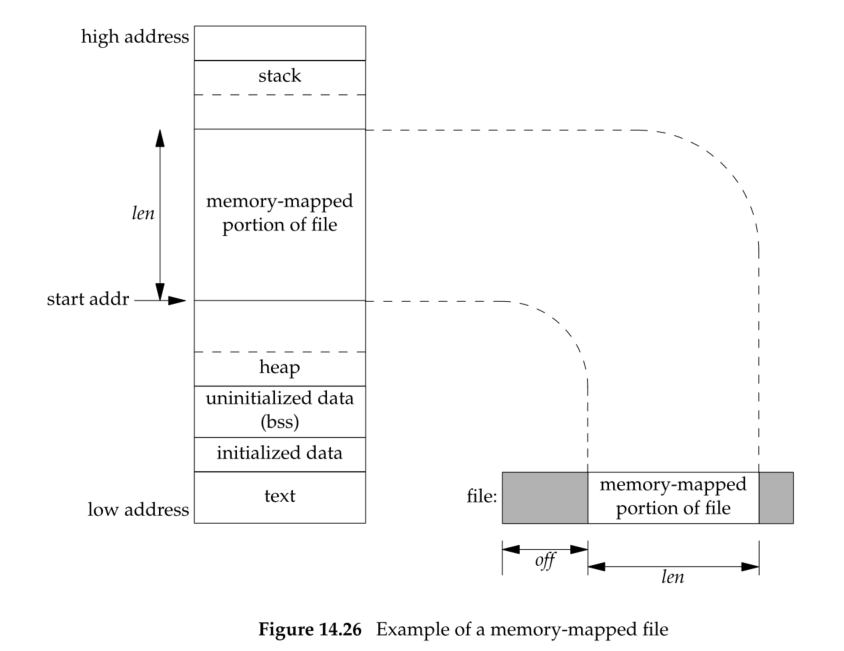 high address
stack
memory-mapped
portion of file
len
start addr
heap
uninitialized data
(bss)
initialized data
text
low address
file:
memory-mapped
portion of file
off
len
Figure 14.26 Example of a memory-mapped file